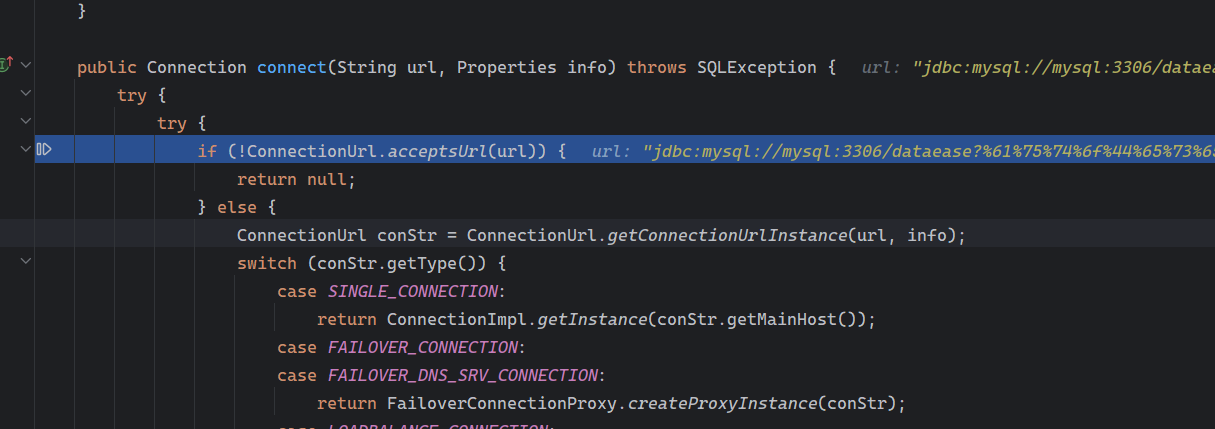 }
public Connection connect(String url, Properties info) throws SQLException {   url: "jdbc:mysql://mysql:3306/dataea
try {
try {
if (!ConnectionUrl.acceptsUrl(url)) {   url: "jdbc:mysql://mysql:3306/dataease?%61%75%74%6f%44%65%73%6
return null;
} else {
ConnectionUrl conStr = ConnectionUrl.getConnectionUrlInstance(url, info);
switch (conStr.getType()) {
case SINGLE_CONNECTION:
return ConnectionImpl.getInstance(conStr.getMainHost());
case FAILOVER_CONNECTION:
case FAILOVER_DNS_SRV_CONNECTION:
return FailoverConnectionProxy.createProxyInstance(conStr);
case LOADBALANCE_CONNECTION: